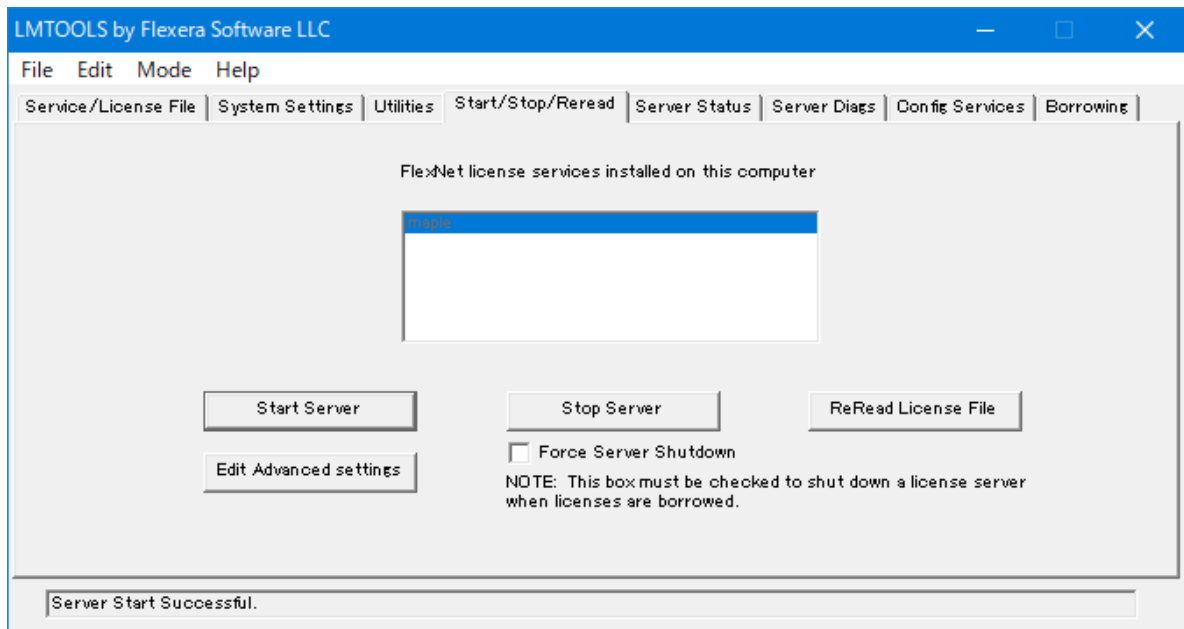 LMTOOLS by Flexera Software LLC
File Edit Mode Help
Service/License File System Settings Utilities Start/Stop/Reread Server Status Server Diags Config Services Borrowing
FlexNet license services installed on this computer
maple
Start Server Stop Server ReRead License File
Force Server Shutdown
Edit Advanced settings
NOTE: This box must be checked to shut down a license server
when licenses are borrowed.
Server Start Successful.